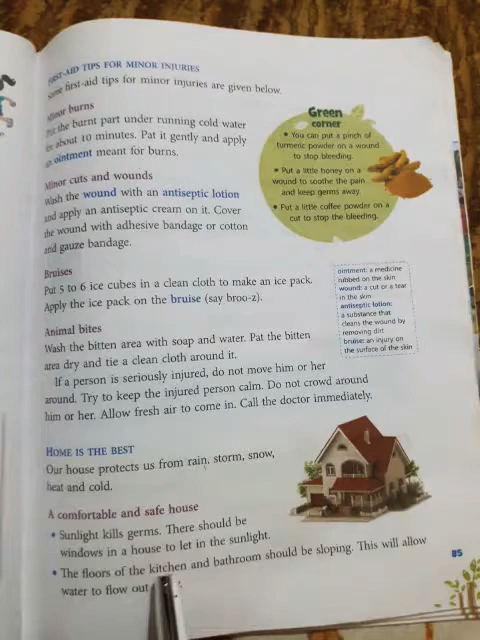 FIRST-AID TIPS FOR MINOR INJURIES
Some first-aid tips for minor injuries are given below.
Minor burns
Put the burnt part under running cold water
for about 10 minutes. Pat it gently and apply
ointment meant for burns.
Minor cuts and wounds
Wash the wound with an antiseptic lotion
and apply an antiseptic cream on it. Cover
the wound with adhesive bandage or cotton
and gauze bandage.
Bruises
Put 5 to 6 ice cubes in a clean cloth to make an ice pack.
Apply the ice pack on the bruise (say broo-z).
Animal bites
Wash the bitten area with soap and water. Pat the bitten
area dry and tie a clean cloth around it.
If a person is seriously injured, do not move him or her
around. Try to keep the injured person calm. Do not crowd around
him or her. Allow fresh air to come in. Call the doctor immediately.
Green
corner
• You can put a pinch of
turmeric powder on a wound
to stop bleeding.
• Put a little honey on a
wound to soothe the pain
and keep germs away.
• Put a little coffee powder on a
cut to stop the bleeding.
ointment: a medicine
rubbed on the skin
wound: a cut or a tear
in the skin
antiseptic lotion:
a substance that
cleans the wound by
removing dirt
bruise: an injury on
the surface of the skin
HOME IS THE BEST
Our house protects us from rain, storm, snow,
heat and cold.
A comfortable and safe house
• Sunlight kills germs. There should be
windows in a house to let in the sunlight.
• The floors of the kitchen and bathroom should be sloping. This will allow
water to flow out
85